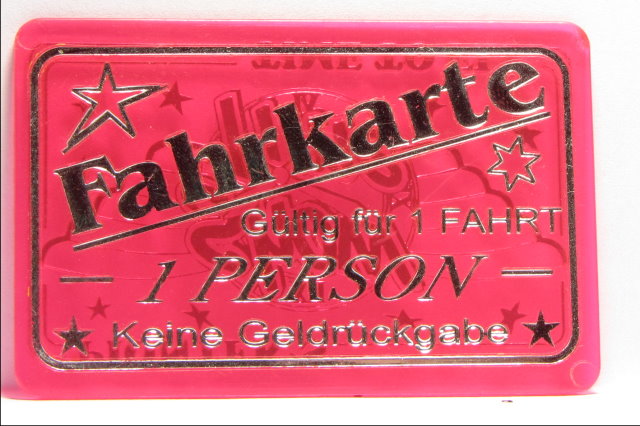 Fahrkarte
Gültig für 1 FAHRT
1 PERSON
Keine Geldrückgabe